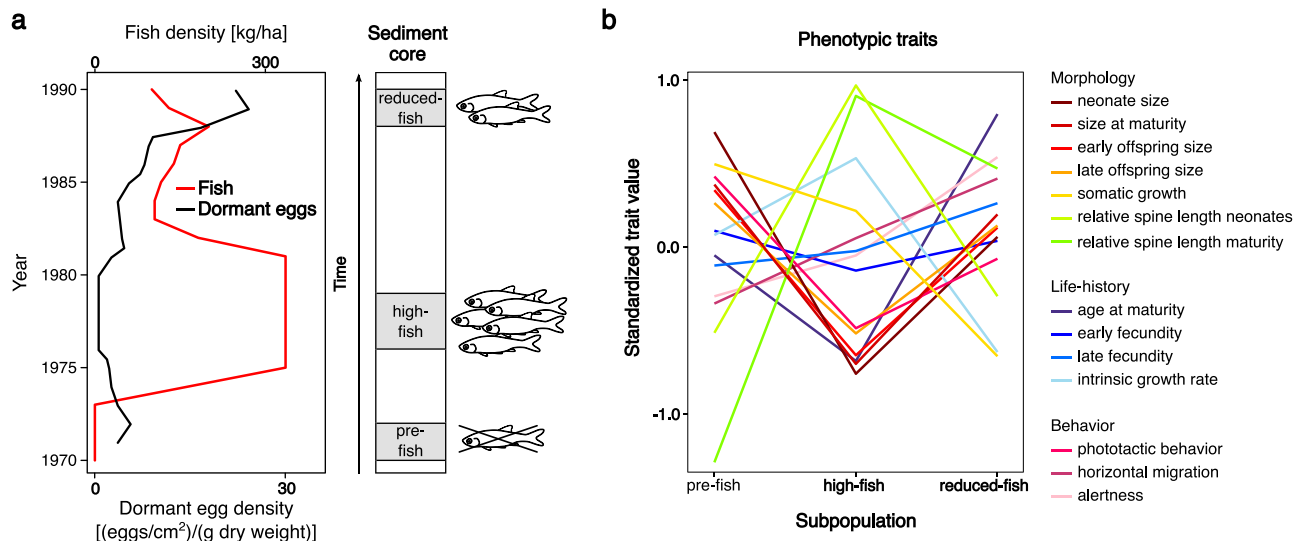 a
Fish density [kg/ha]
0
300
1990
1985
1980
1975
1970
Year
Fish
Dormant eggs
0
30
Dormant egg density
[(eggs/cm²)/(g dry weight)]
Time
Sediment
core
reduced-
fish
high-
fish
pre-
fish
b
Phenotypic traits
1.0
0.0
-1.0
Standardized trait value
pre-fish
high-fish
reduced-fish
Subpopulation
Morphology
neonate size
size at maturity
early offspring size
late offspring size
somatic growth
relative spine length neonates
relative spine length maturity
Life-history
age at maturity
early fecundity
late fecundity
intrinsic growth rate
Behavior
phototactic behavior
horizontal migration
alertness